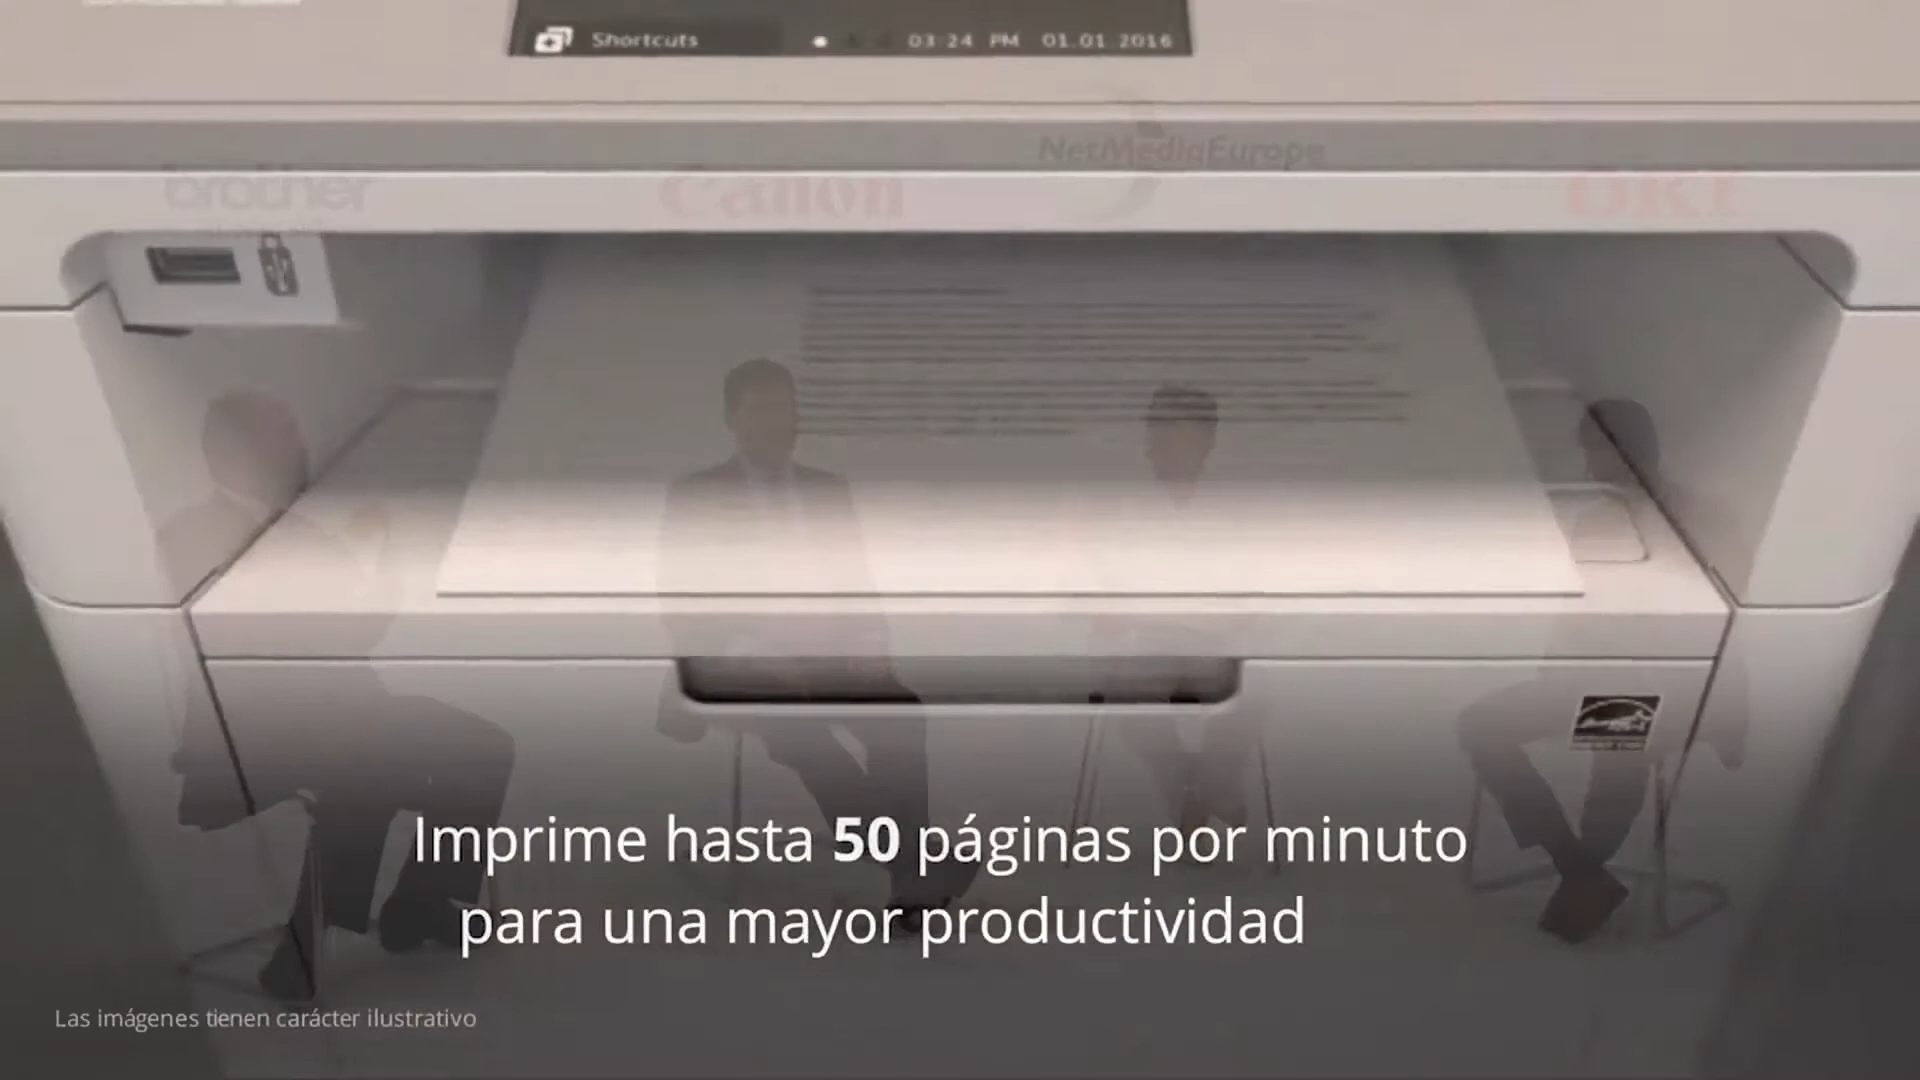 Shortcuts 03:24 PM 01.01.2016
NetMediaEurope
brother Canon OKI
Imprime hasta 50 páginas por minuto
para una mayor productividad
Las imágenes tienen carácter ilustrativo